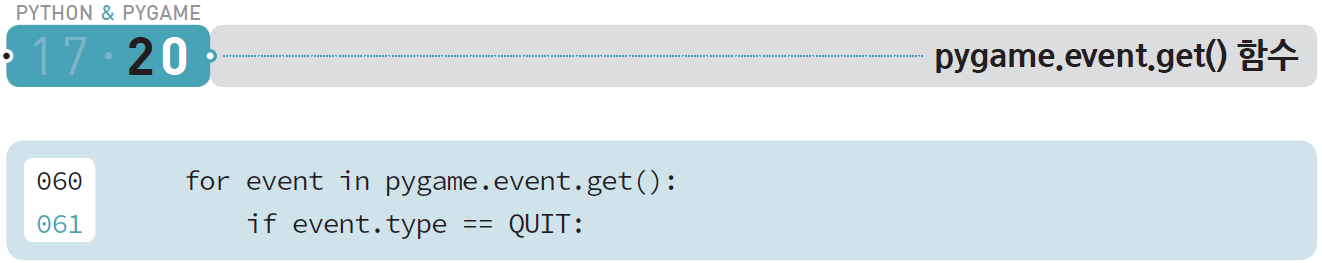 PYTHON & PYGAME
17·20
pygame.event.get() 함수
060 for event in pygame.event.get():
061 if event.type == QUIT: